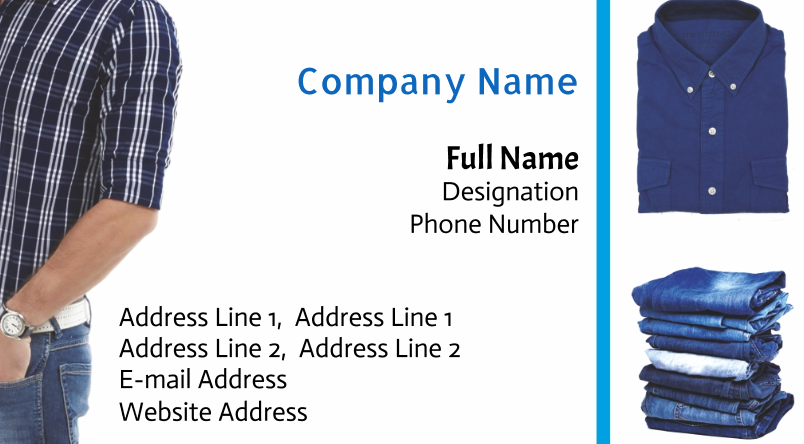 Company Name
Full Name
Designation
Phone Number
Address Line 1,  Address Line 1
Address Line 2,  Address Line 2
E-mail Address
Website Address